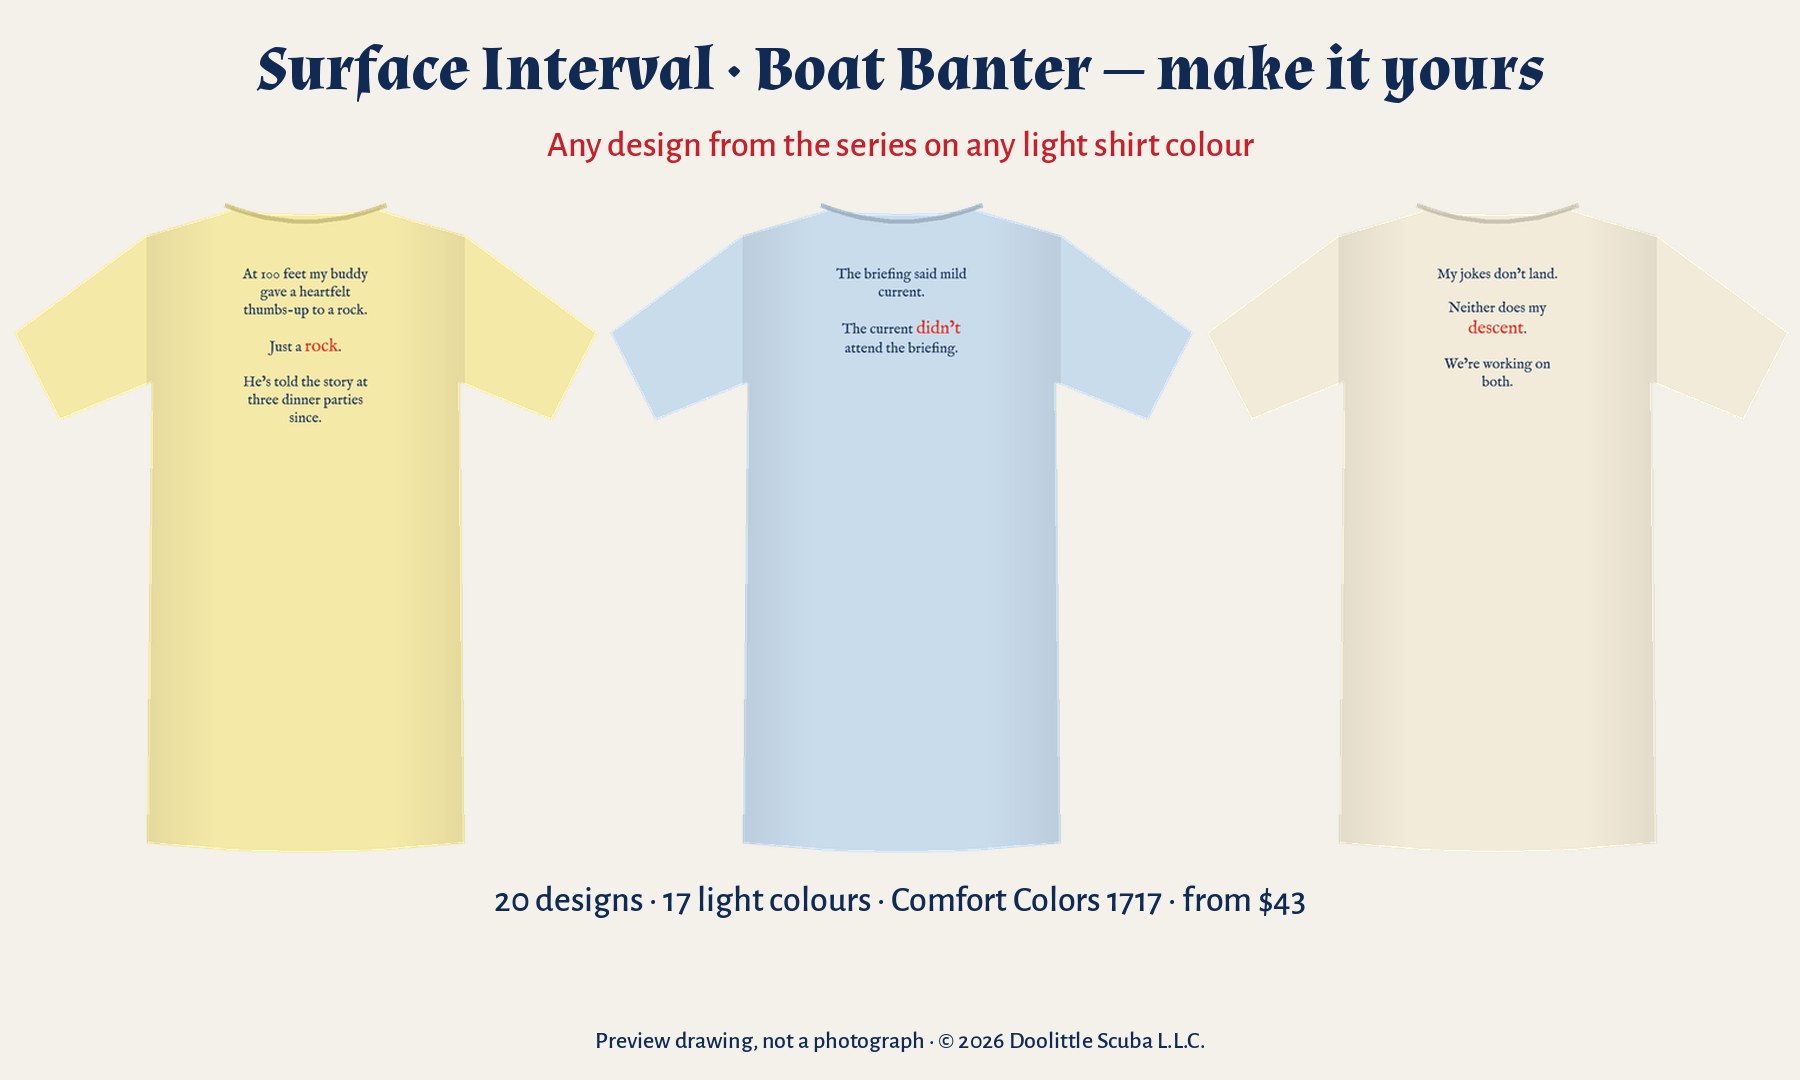 Surface Interval · Boat Banter — make it yours
Any design from the series on any light shirt colour
At 100 feet my buddy
gave a heartfelt
thumbs-up to a rock.
Just a rock.
He's told the story at
three dinner parties
since.
The briefing said mild
current.
The current didn't
attend the briefing.
My jokes don't land.
Neither does my
descent.
We're working on
both.
20 designs · 17 light colours · Comfort Colors 1717 · from $43
Preview drawing, not a photograph · © 2026 Doolittle Scuba L.L.C.